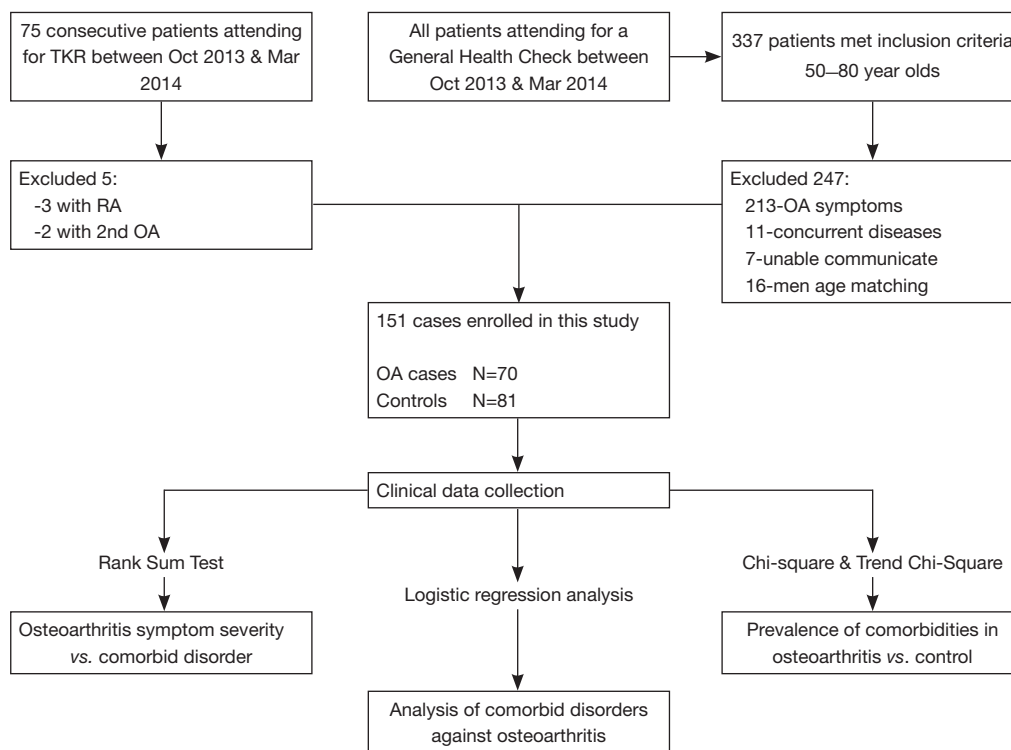 75 consecutive patients attending
for TKR between Oct 2013 & Mar
2014
All patients attending for a
General Health Check between
Oct 2013 & Mar 2014
337 patients met inclusion criteria
50–80 year olds
Excluded 5:
-3 with RA
-2 with 2nd OA
Excluded 247:
213-OA symptoms
11-concurrent diseases
7-unable communicate
16-men age matching
151 cases enrolled in this study
OA cases N=70
Controls N=81
Clinical data collection
Rank Sum Test
Logistic regression analysis
Chi-square & Trend Chi-Square
Osteoarthritis symptom severity
vs. comorbid disorder
Prevalence of comorbidities in
osteoarthritis vs. control
Analysis of comorbid disorders
against osteoarthritis